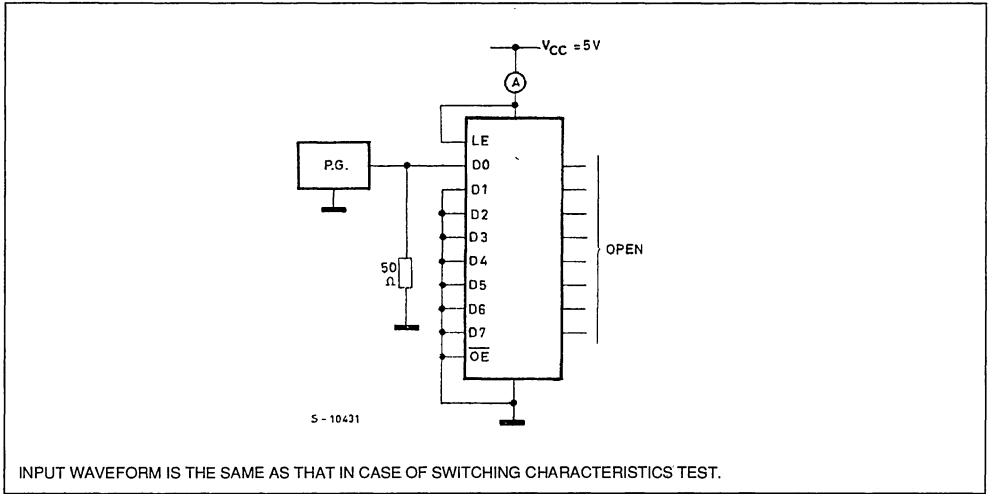 VCC = 5V
A
LE
P.G.
D0
D1
D2
D3
OPEN
D4
50
Ω
D5
D6
D7
OE
S - 10431
INPUT WAVEFORM IS THE SAME AS THAT IN CASE OF SWITCHING CHARACTERISTICS TEST.